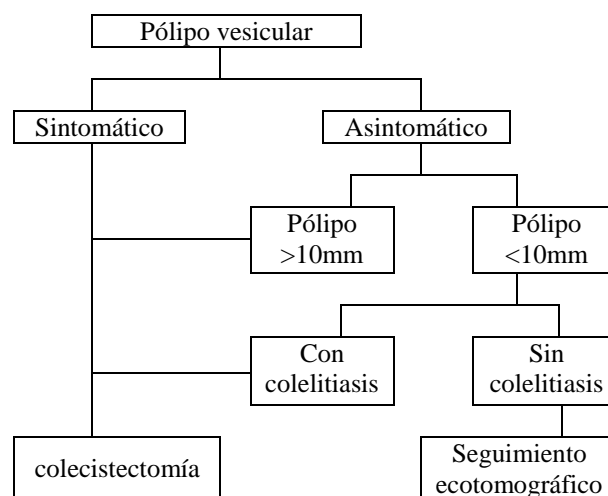 Pólipo vesicular
Sintomático
Asintomático
Pólipo
>10mm
Pólipo
<10mm
Con
colelitiasis
Sin
colelitiasis
colecistectomía
Seguimiento
ecotomográfico